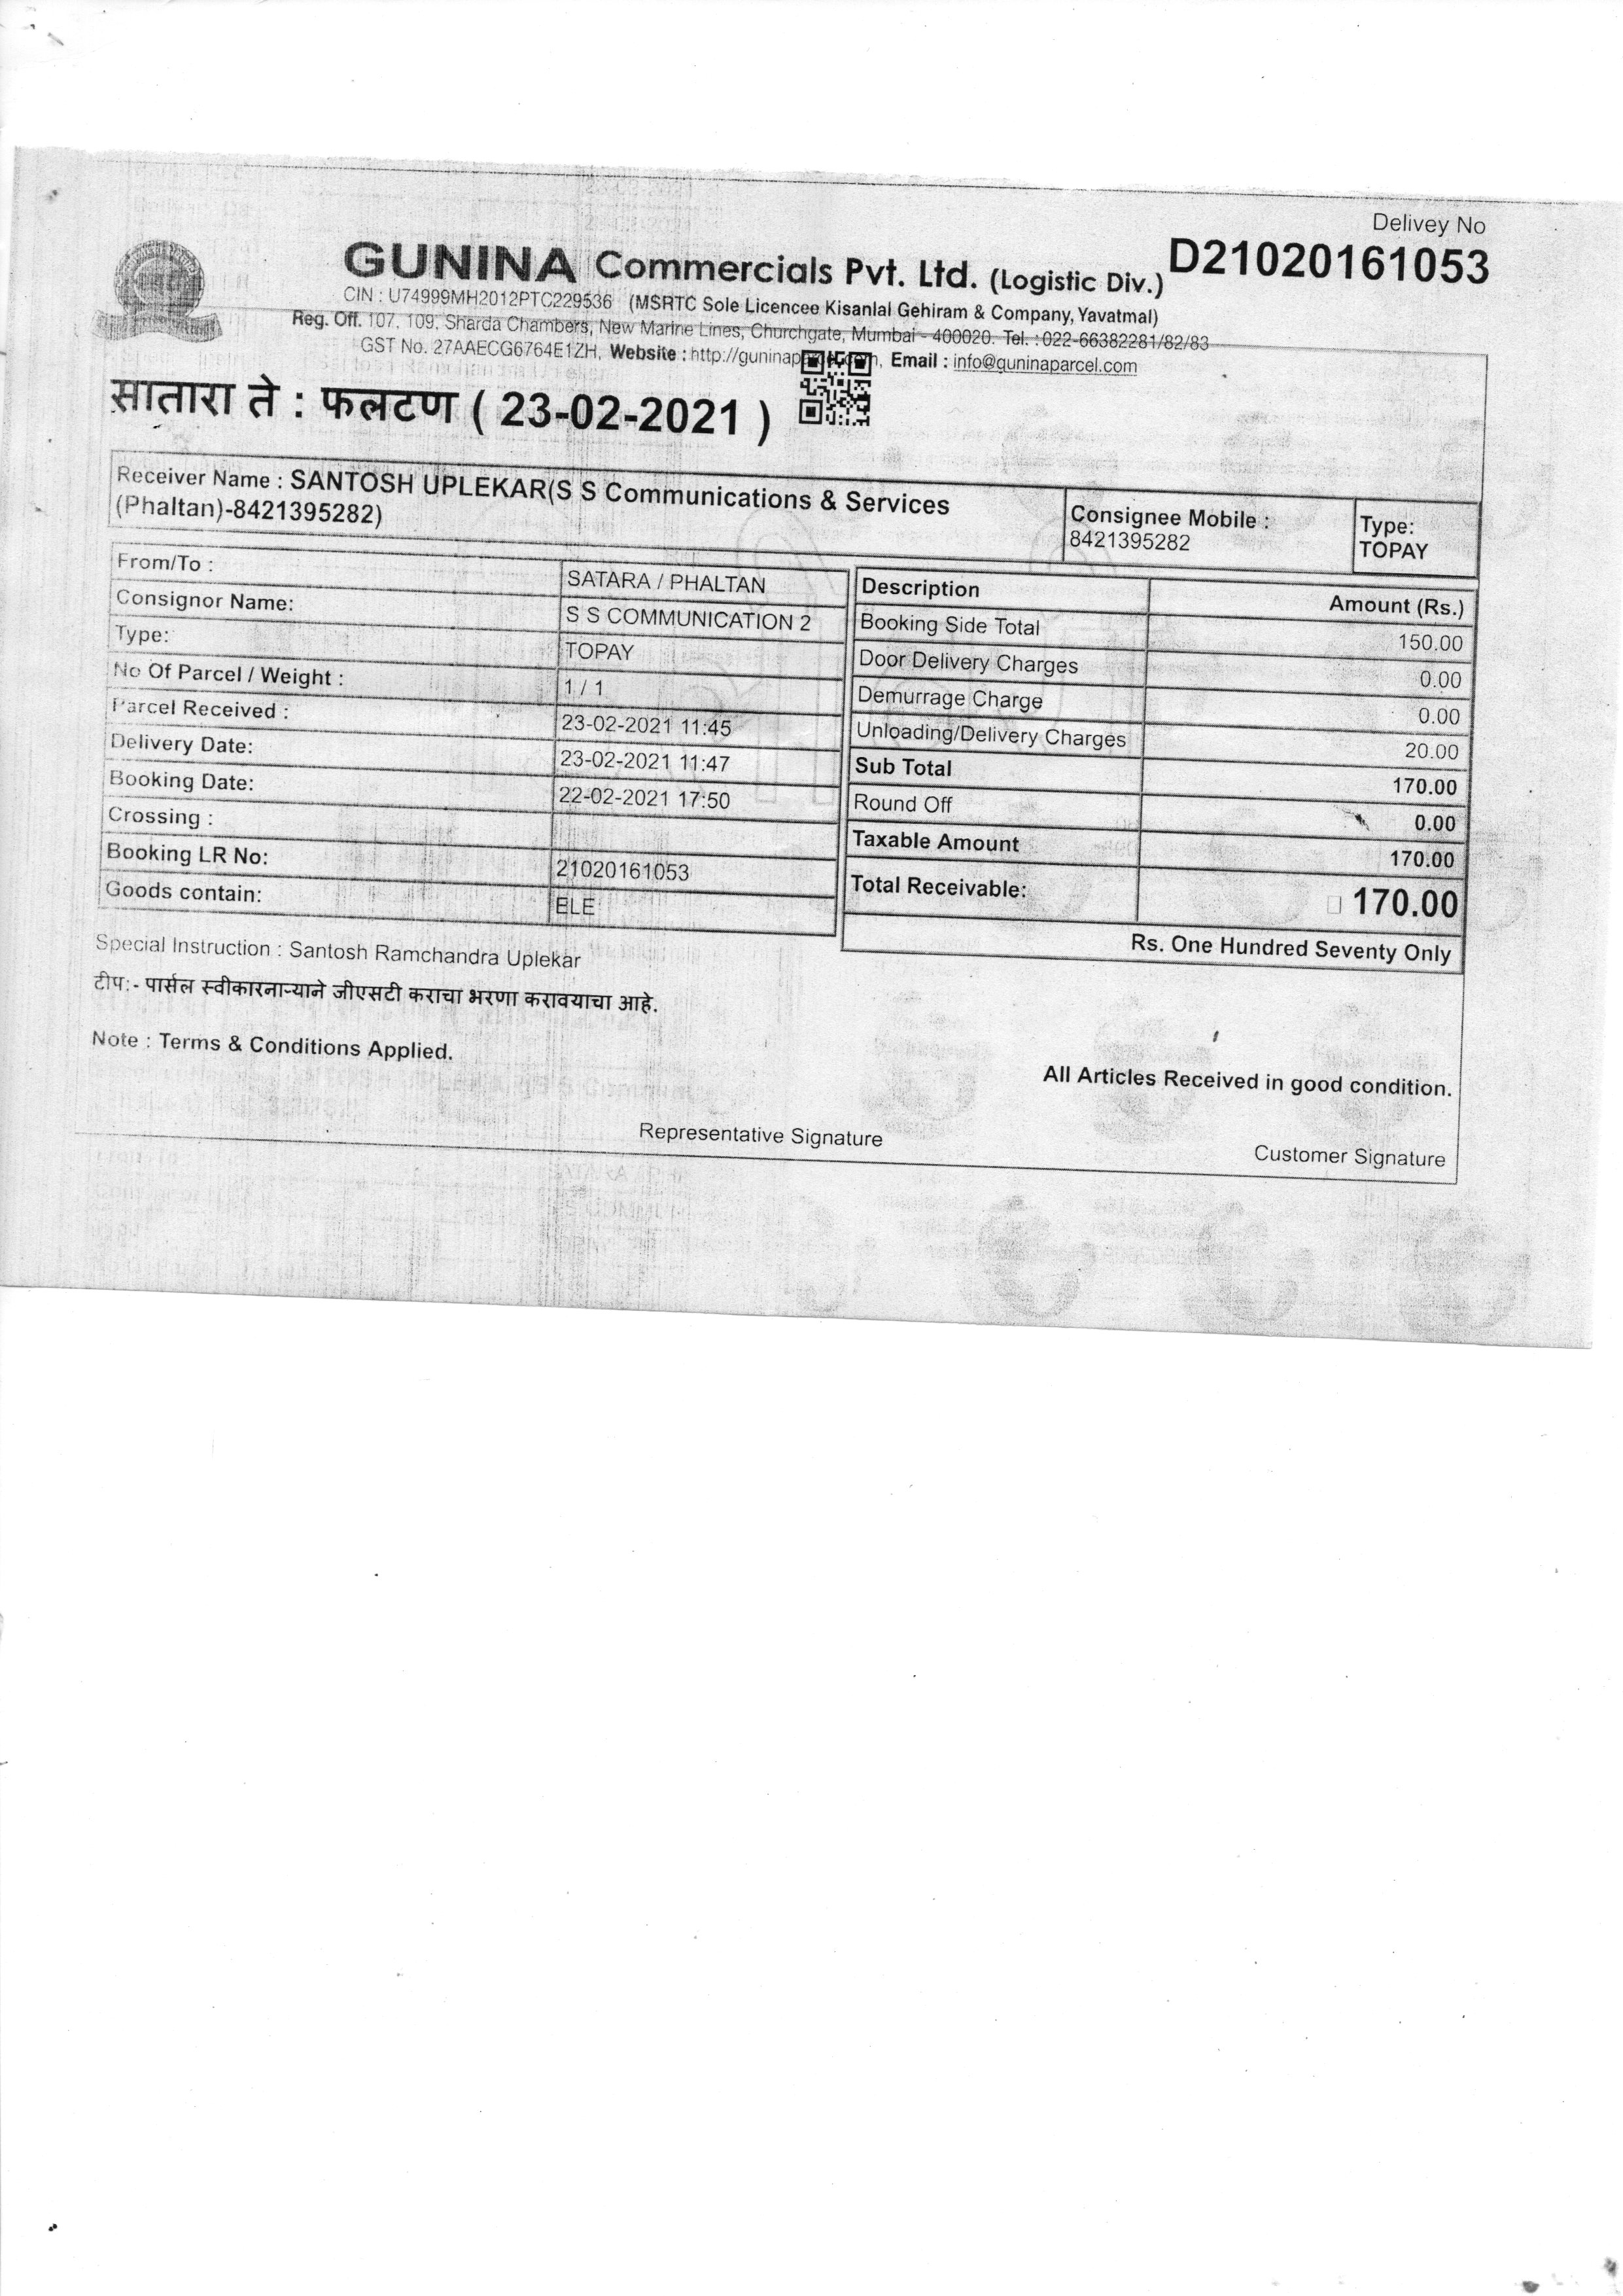 Delivey No
D21020161053
GUNINA Commercials Pvt. Ltd. (Logistic Div.)
CIN : U74999MH2012PTC229536 (MSRTC Sole Licencee Kisanlal Gehiram & Company, Yavatmal)
Reg. Off. 107, 109, Sharda Chambers, New Marine Lines, Churchgate, Mumbai - 400020. Tel. : 022-66382281/82/83
GST No. 27AAECG6764E1ZH, Website : Email : info@guninaparcel.com
सातारा ते : फलटण ( 23-02-2021 )
Receiver Name : SANTOSH UPLEKAR(S S Communications & Services
(Phaltan)-8421395282)
Consignee Mobile :
8421395282
Type:
TOPAY
From/To : SATARA / PHALTAN
Consignor Name: S S COMMUNICATION 2
Type: TOPAY
No Of Parcel / Weight : 1 / 1
Parcel Received : 23-02-2021 11:45
Delivery Date: 23-02-2021 11:47
Booking Date: 22-02-2021 17:50
Crossing :
Booking LR No: 21020161053
Goods contain: ELE
Description Amount (Rs.)
Booking Side Total 150.00
Door Delivery Charges 0.00
Demurrage Charge 0.00
Unloading/Delivery Charges 20.00
Sub Total 170.00
Round Off 0.00
Taxable Amount 170.00
Total Receivable: 170.00
Rs. One Hundred Seventy Only
Special Instruction : Santosh Ramchandra Uplekar
टीप:- पार्सल स्वीकारनाऱ्याने जीएसटी कराचा भरणा करावयाचा आहे.
Note : Terms & Conditions Applied.
All Articles Received in good condition.
Representative Signature
Customer Signature